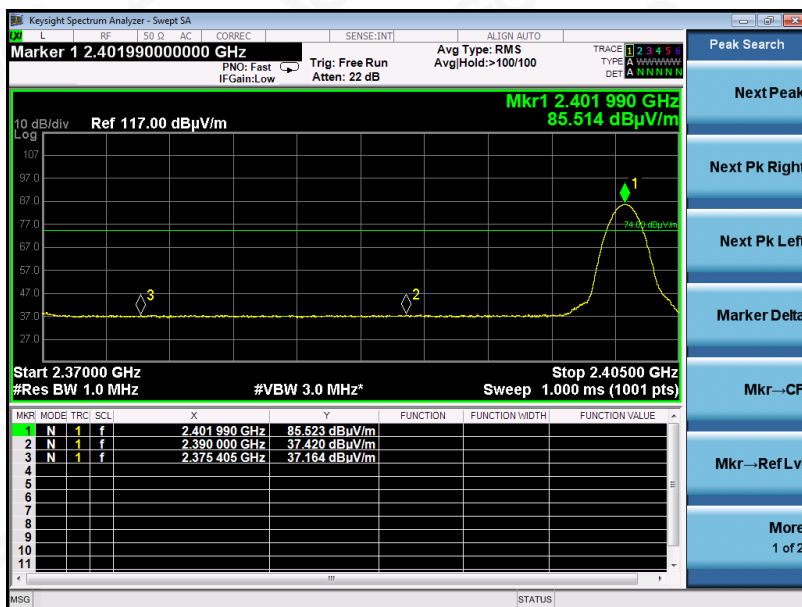 Keysight Spectrum Analyzer - Swept SA
LXI L RF 50 Ω AC CORREC SENSE:INT ALIGN AUTO
Marker 1 2.401990000000 GHz
PNO: Fast
IFGain:Low
Trig: Free Run
Atten: 22 dB
Avg Type: RMS
Avg|Hold:>100/100
TRACE 1 2 3 4 5 6
TYPE A WWWWW
DET A N N N N N
Mkr1 2.401 990 GHz
85.514 dBµV/m
10 dB/div Ref 117.00 dBµV/m
Log
107
97.0
87.0
77.0
67.0
57.0
47.0
37.0
27.0
1
74.00 dBµV/m
3
2
Start 2.37000 GHz Stop 2.40500 GHz
#Res BW 1.0 MHz #VBW 3.0 MHz* Sweep 1.000 ms (1001 pts)
MKR MODE TRC SCL X Y FUNCTION FUNCTION WIDTH FUNCTION VALUE
1 N 1 f 2.401 990 GHz 85.523 dBµV/m
2 N 1 f 2.390 000 GHz 37.420 dBµV/m
3 N 1 f 2.375 405 GHz 37.164 dBµV/m
4
5
6
7
8
9
10
11
MSG STATUS
Peak Search
Next Peak
Next Pk Right
Next Pk Left
Marker Delta
Mkr→CF
Mkr→Ref Lv
More
1 of 2